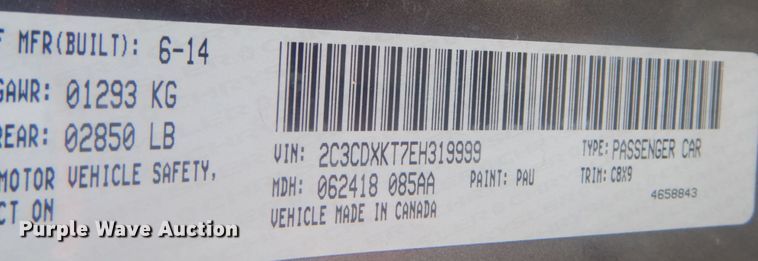 F MFR(BUILT): 6-14
GAWR: 01293 KG
REAR: 02850 LB
MOTOR VEHICLE SAFETY,
CT ON
VIN: 2C3CDXKT7EH319999
TYPE: PASSENGER CAR
MDH: 062418 085AA
PAINT: PAU
TRIM: C8X9
VEHICLE MADE IN CANADA
4658843
Purple Wave Auction